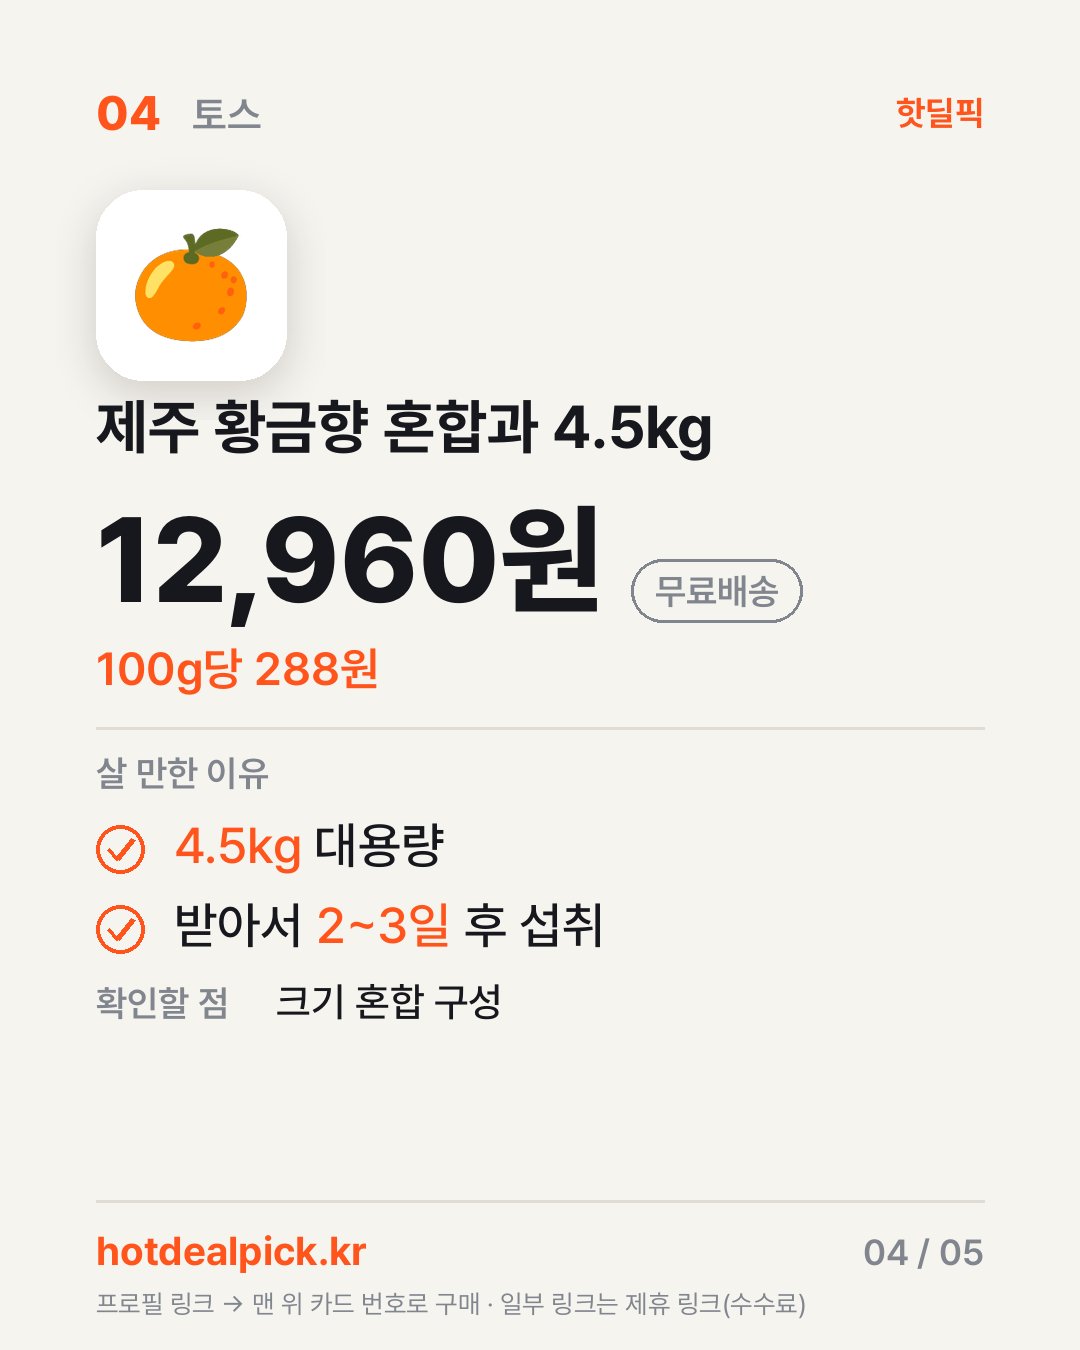 04 토스 핫딜픽
제주 황금향 혼합과 4.5kg
12,960원 무료배송
100g당 288원
살 만한 이유
4.5kg 대용량
받아서 2~3일 후 섭취
확인할 점 크기 혼합 구성
hotdealpick.kr 04 / 05
프로필 링크 → 맨 위 카드 번호로 구매 · 일부 링크는 제휴 링크(수수료)